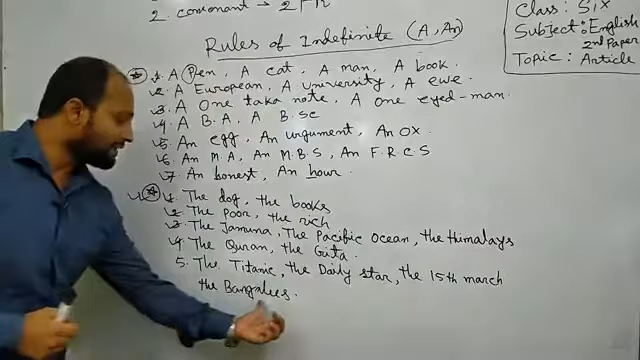 2. consonant → 2
Class: Six
Subject: English
2nd Paper
Topic: Article
Rules of Indefinite (A, An)
1. A Pen, A cat, A man, A book.
2. A European, A university, A ewe.
3. A One taka note, A one eyed-man.
4. A B.A, A B.sc
5. An egg, An urgument, An OX.
6. An M.A, An M.B.S, An F.R.C.S
7. An honest, An hour.
1. The dog, the books
2. The Poor, the rich
3. The Jamuna, The Pacific Ocean, the Himalays
4. The Quran, the Gita.
5. The Titanic, the Daily star, the 15th march
the Bangalees.